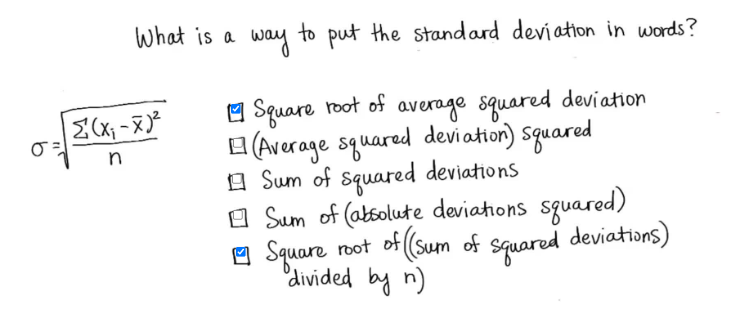 What is a way to put the standard deviation in words?
σ = √(Σ(xᵢ - x̄)² / n)
Square root of average squared deviation
(Average squared deviation) squared
Sum of squared deviations
Sum of (absolute deviations squared)
Square root of ((sum of squared deviations)
divided by n)